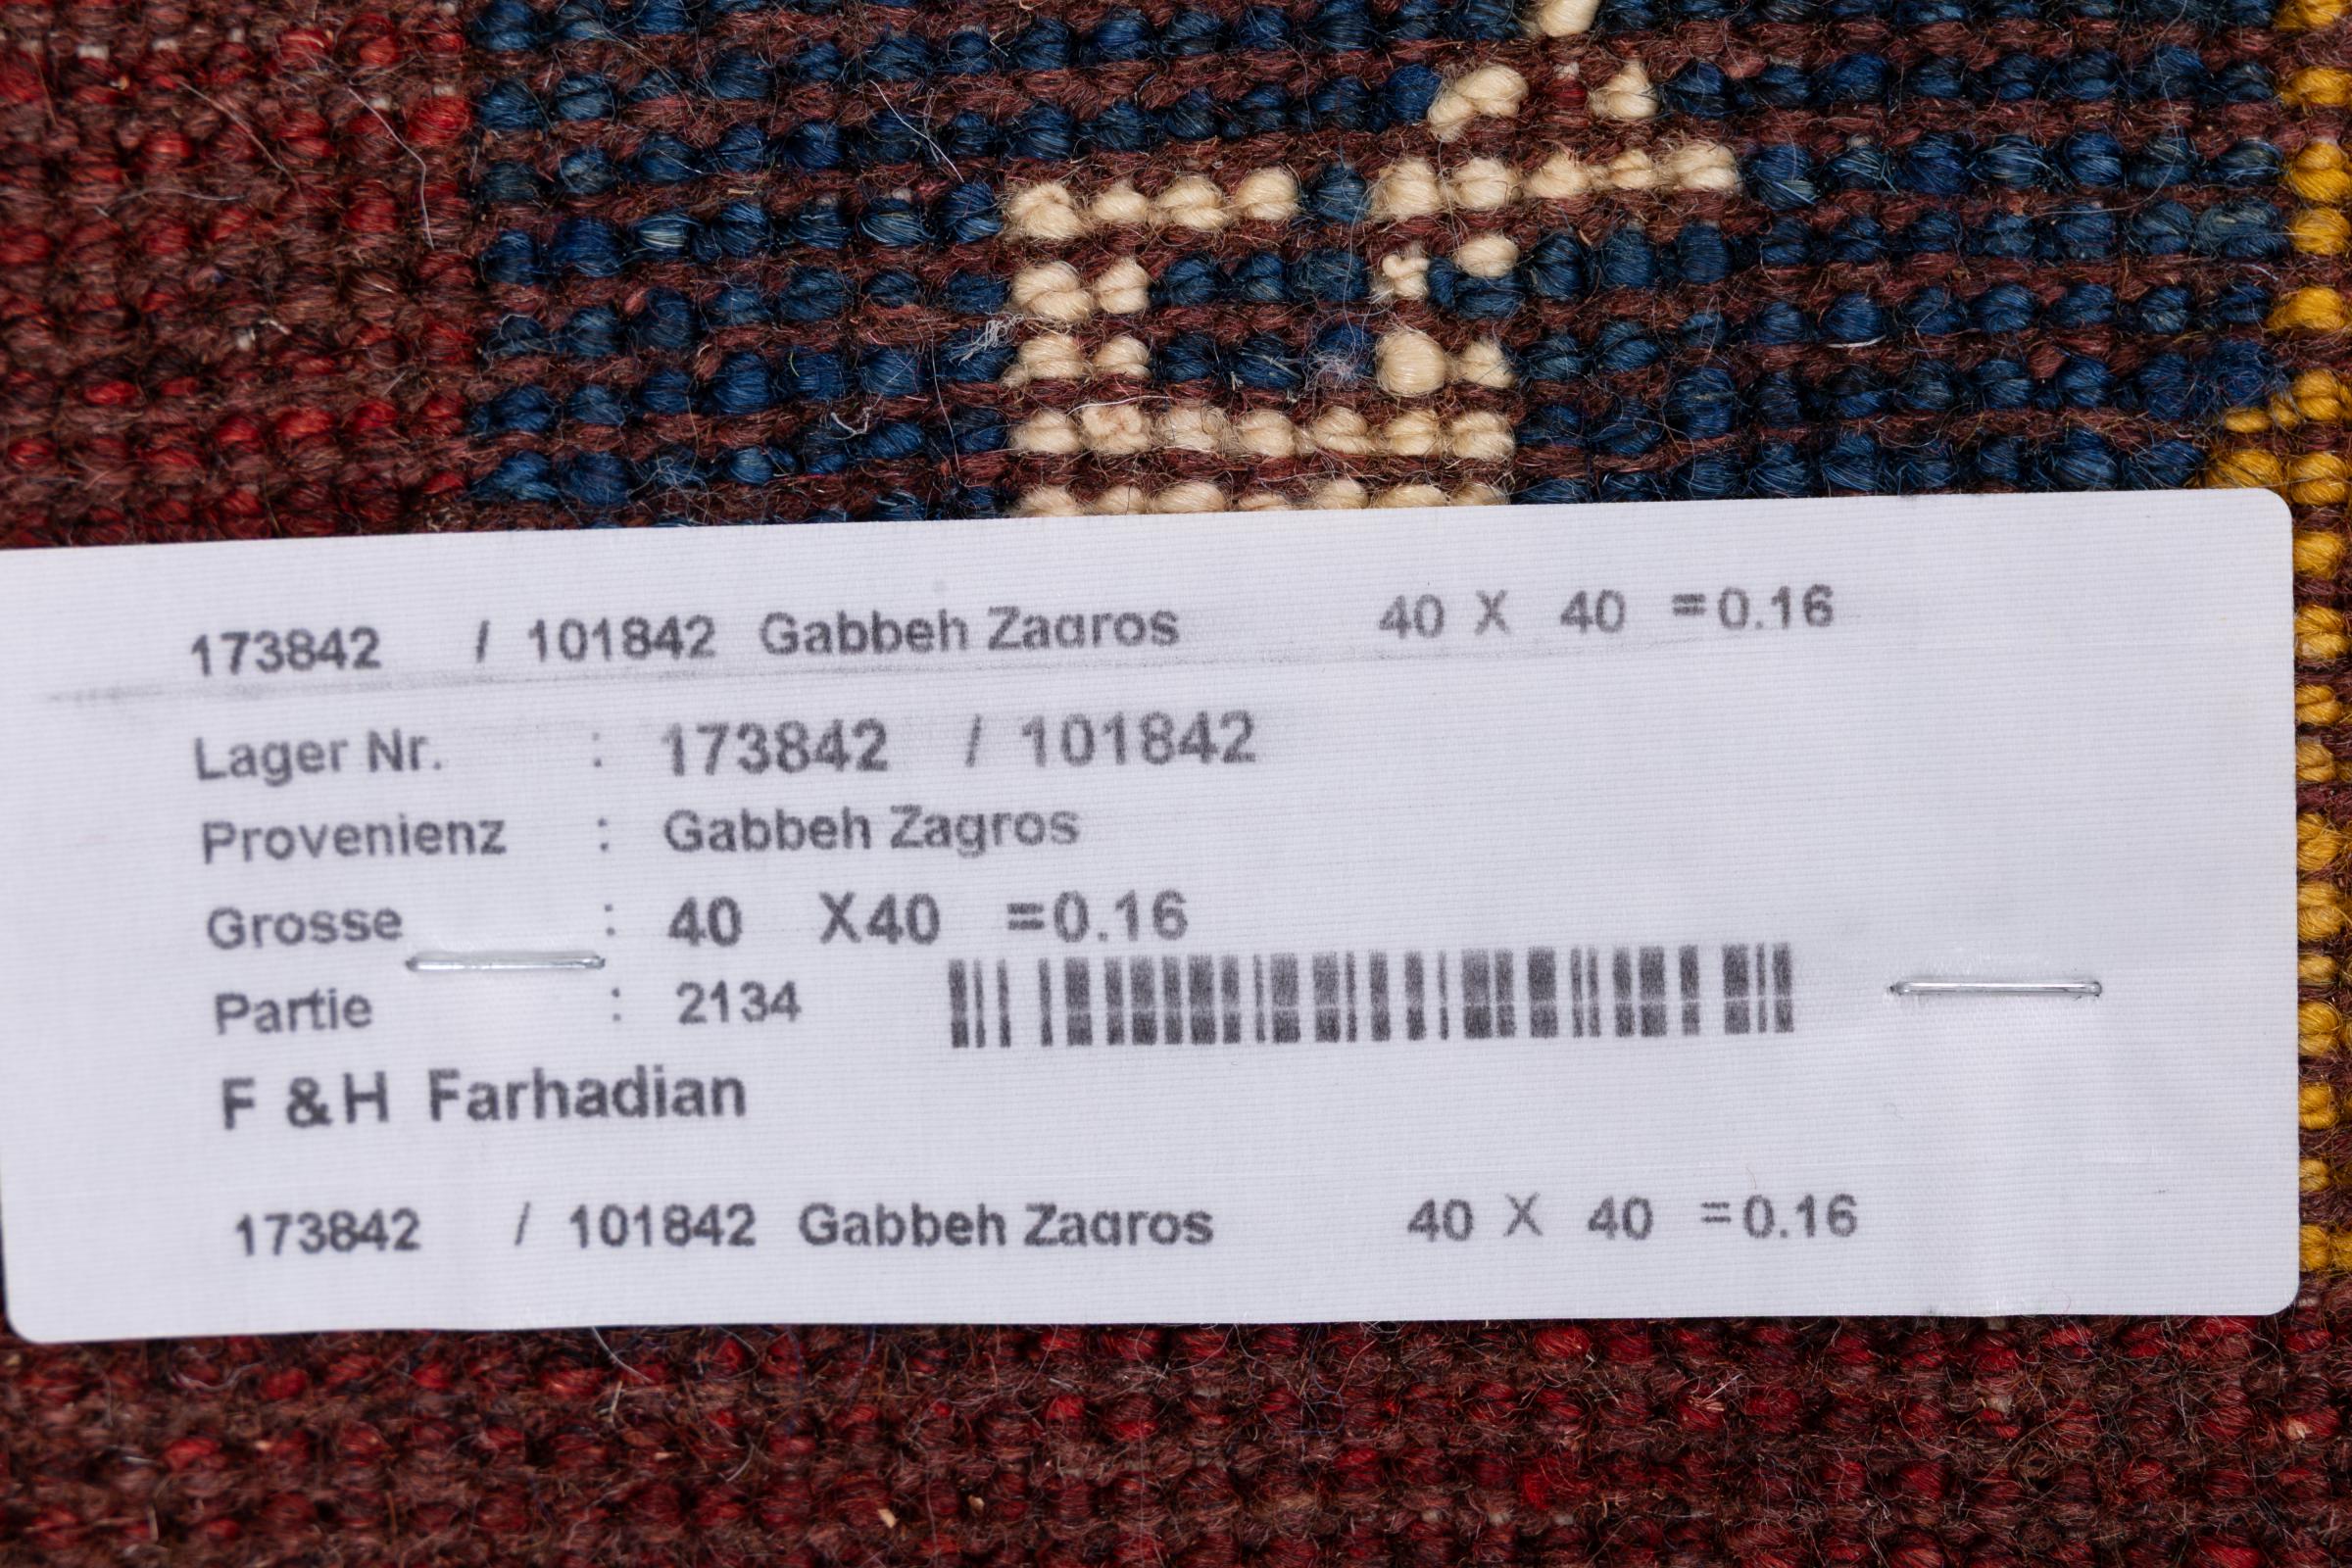 173842 / 101842 Gabbeh Zagros 40 X 40 =0.16
Lager Nr. : 173842 / 101842
Provenienz : Gabbeh Zagros
Grosse : 40 X40 =0.16
Partie : 2134
F & H Farhadian
173842 / 101842 Gabbeh Zagros 40 X 40 =0.16